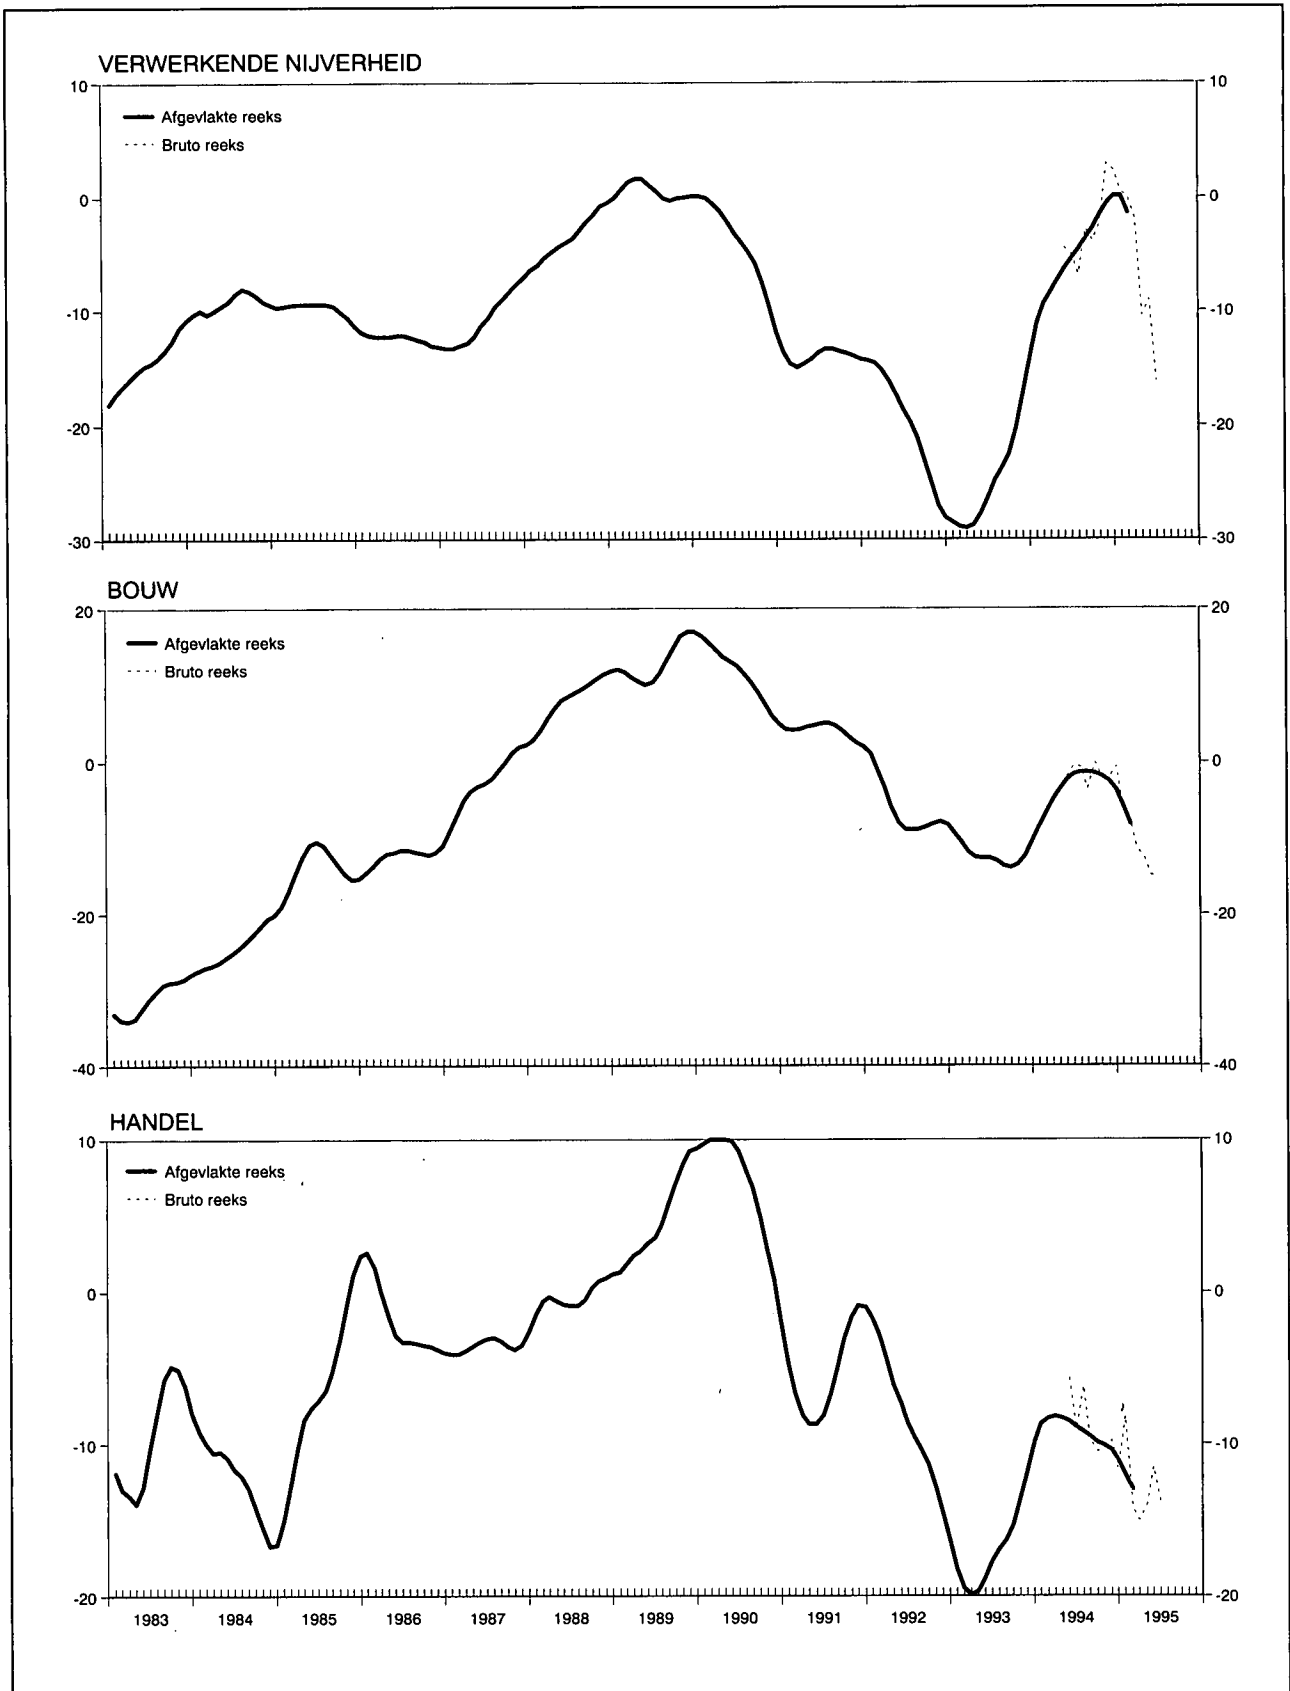 VERWERKENDE NIJVERHEID
10
10
Afgevlakte reeks
Bruto reeks
0
0
-10
-10
-20
-20
-30
-30
BOUW
20
20
Afgevlakte reeks
Bruto reeks
0
0
-20
-20
-40
-40
HANDEL
10
10
Afgevlakte reeks
Bruto reeks
0
0
-10
-10
-20
-20
1983 1984 1985 1986 1987 1988 1989 1990 1991 1992 1993 1994 1995